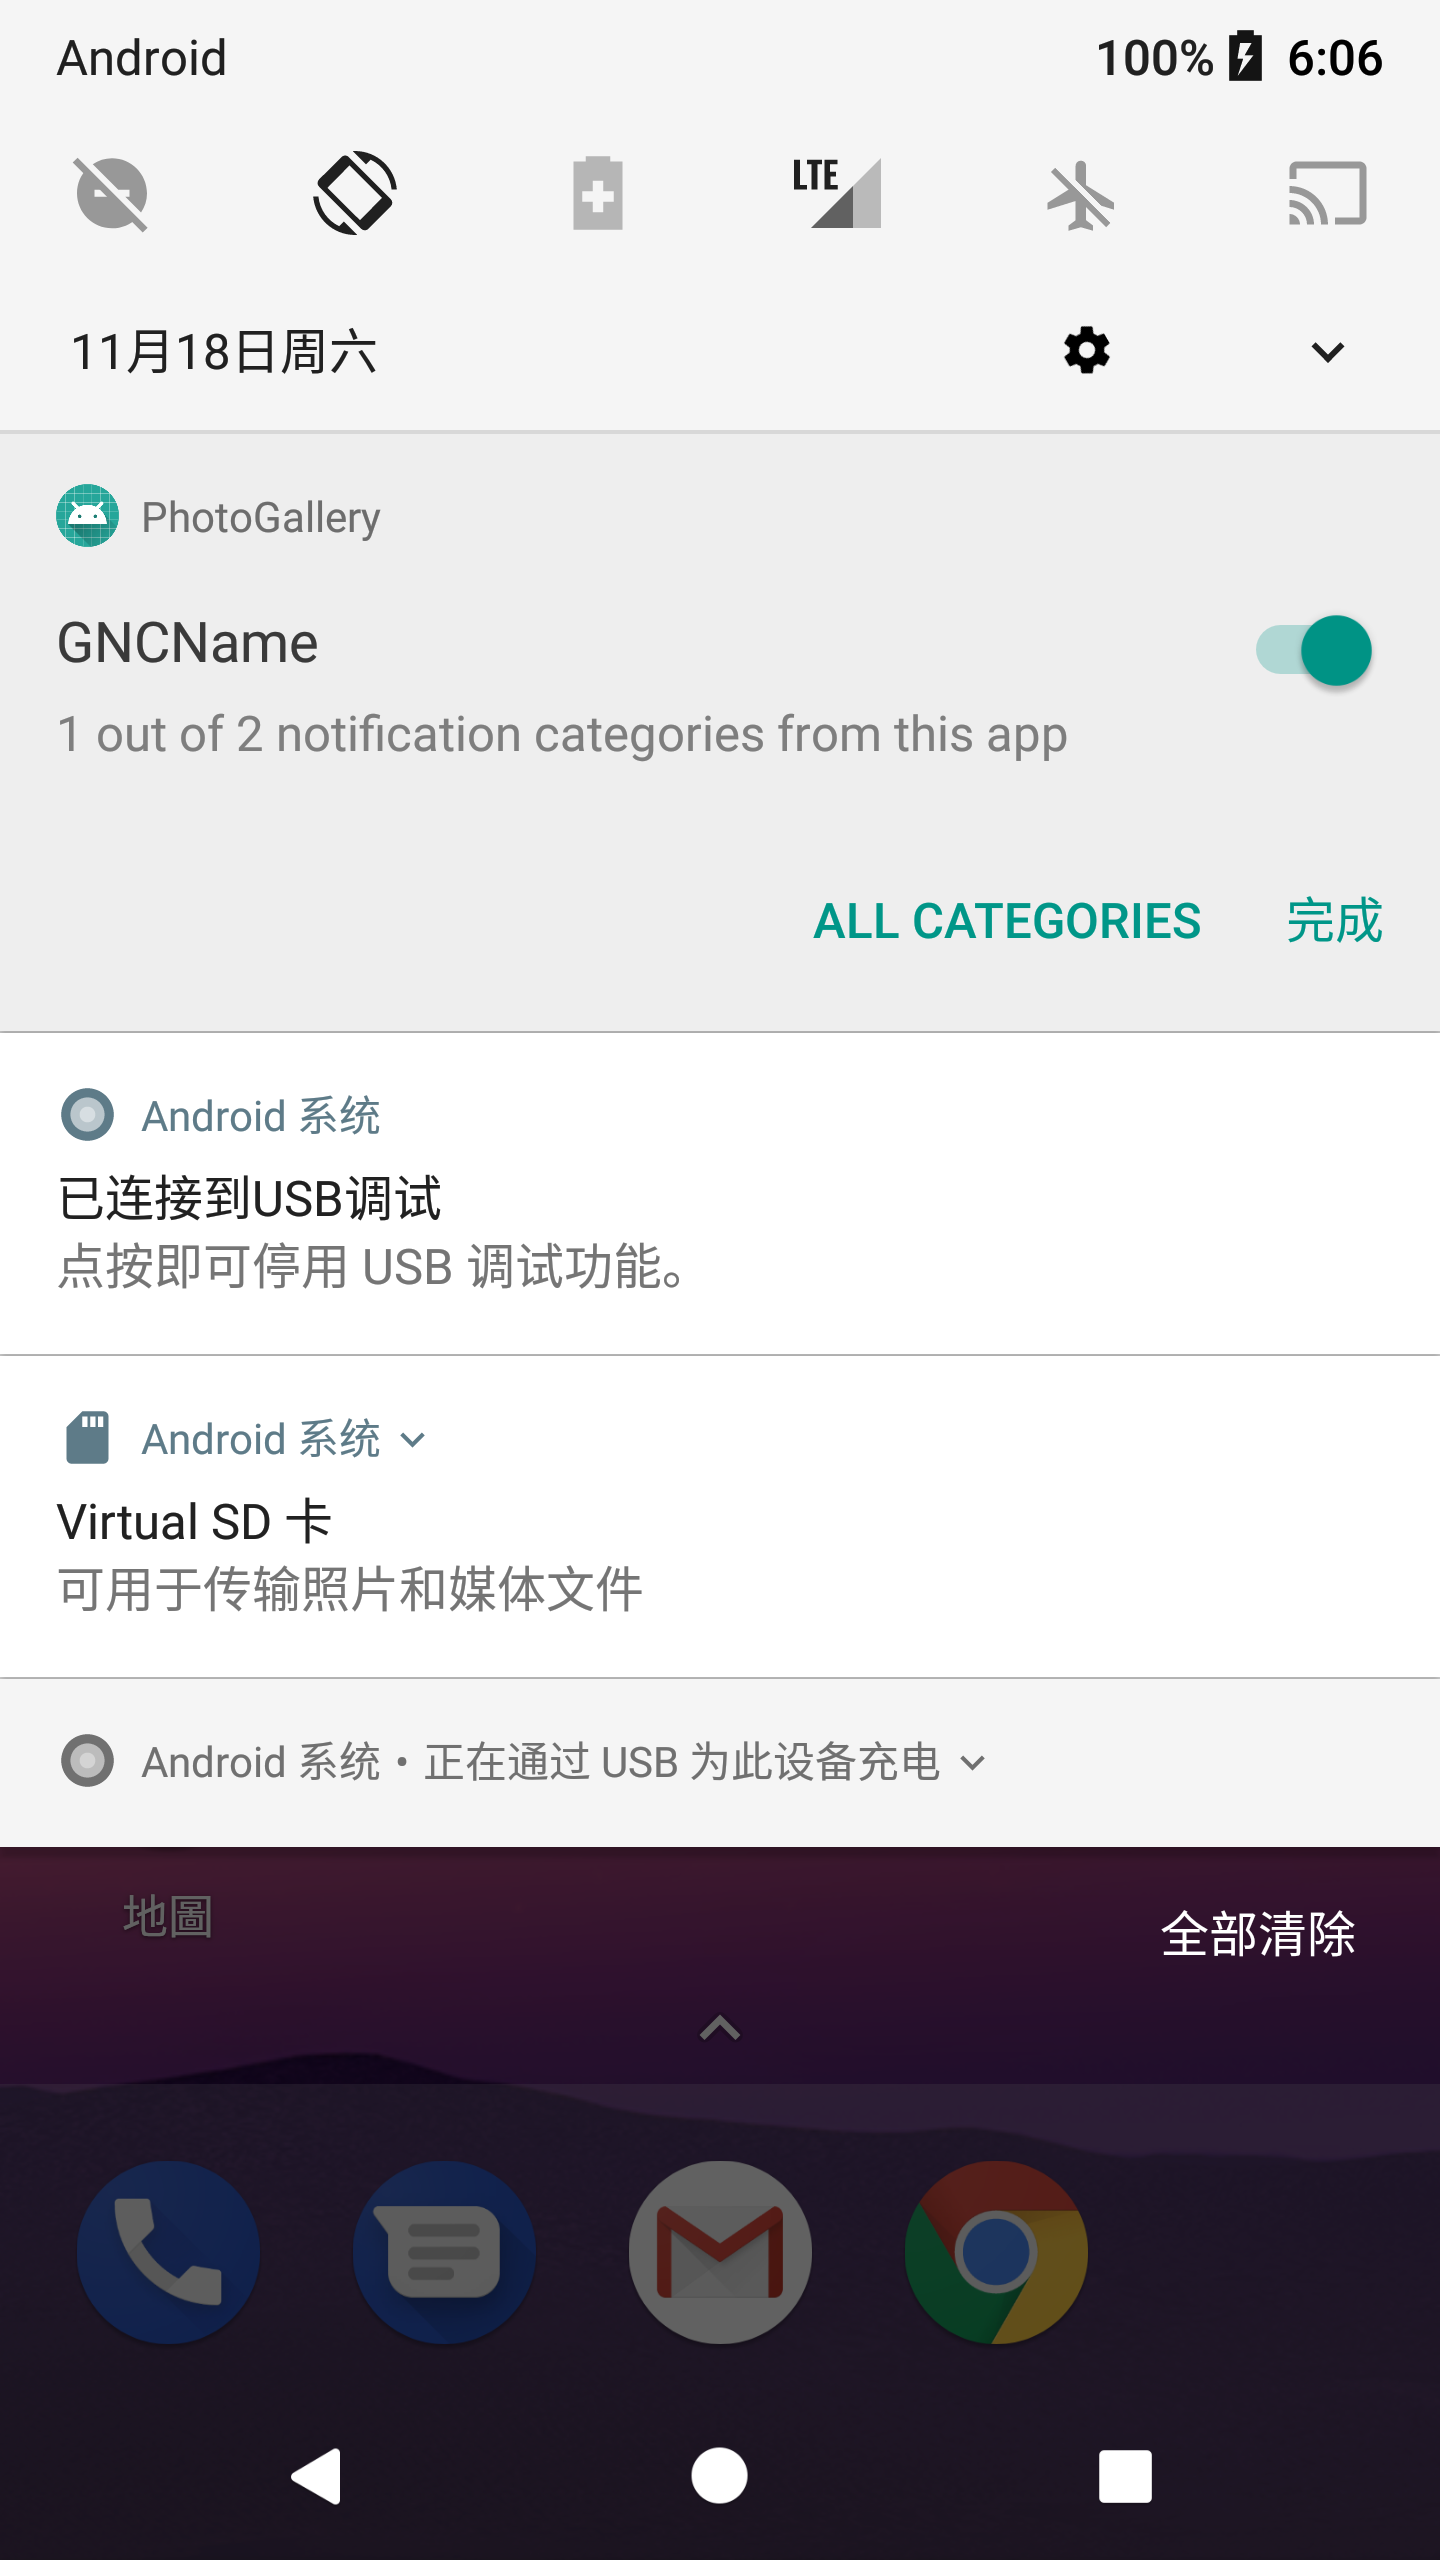 Android
100% 6:06
LTE
11月18日周六
PhotoGallery
GNCName
1 out of 2 notification categories from this app
ALL CATEGORIES 完成
Android 系统
已连接到USB调试
点按即可停用 USB 调试功能。
Android 系统
Virtual SD 卡
可用于传输照片和媒体文件
Android 系统 • 正在通过 USB 为此设备充电
地圖
全部清除